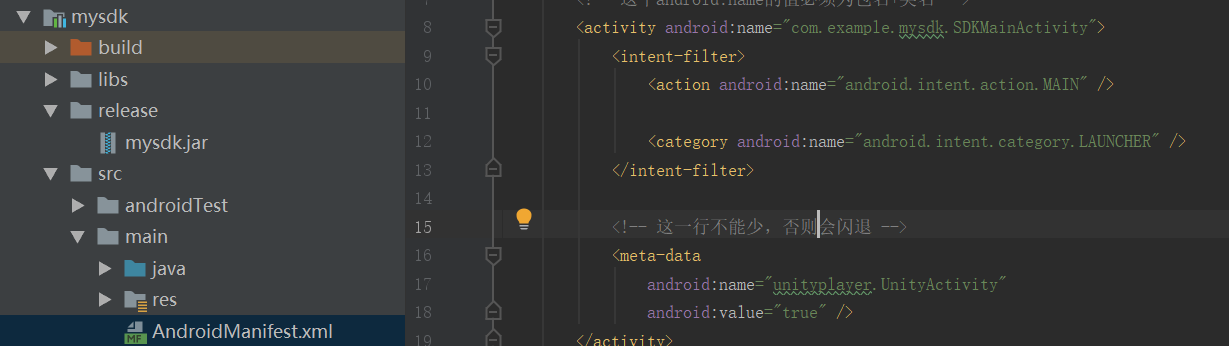 mysdk
build
libs
release
mysdk.jar
src
androidTest
main
java
res
AndroidManifest.xml
8 <activity android:name="com.example.mysdk.SDKMainActivity">
9 <intent-filter>
10 <action android:name="android.intent.action.MAIN" />
11
12 <category android:name="android.intent.category.LAUNCHER" />
13 </intent-filter>
14
15 <!-- 这一行不能少，否则会闪退 -->
16 <meta-data
17 android:name="unityplayer.UnityActivity"
18 android:value="true" />
19 </activity>